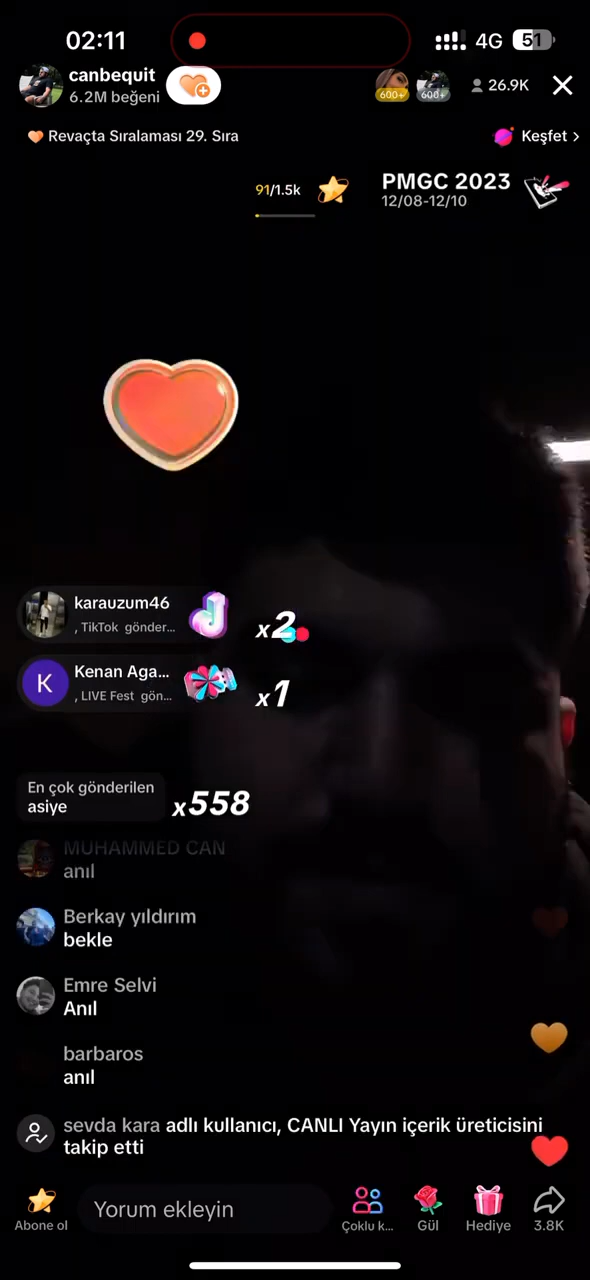 02:11 4G 51
canbequit
6.2M beğeni
600+ 600+ 26.9K
Revaçta Sıralaması 29. Sıra Keşfet >
91/1.5k
PMGC 2023
12/08-12/10
karauzum46
, TikTok gönder... x2
K Kenan Aga...
, LIVE Fest gön... x1
En çok gönderilen
asiye x558
MUHAMMED CAN
anıl
Berkay yıldırım
bekle
Emre Selvi
Anıl
barbaros
anıl
sevda kara adlı kullanıcı, CANLI Yayın içerik üreticisini
takip etti
Yorum ekleyin
Abone ol Çoklu k... Gül Hediye 3.8K